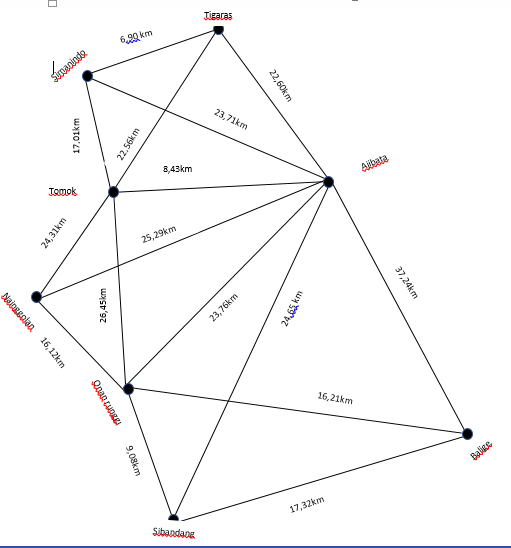 Tigaras
6,90 km
Simanindo
22,60km
23,71km
17,01km
22,56km
8,43km
Ajibata
Tomok
24,31km
25,29km
37,24km
26,45km
23,76km
24,65 km
Nainggolan
16,12km
Onan runggu
16,21km
Balige
9,08km
17,32km
Sibandang